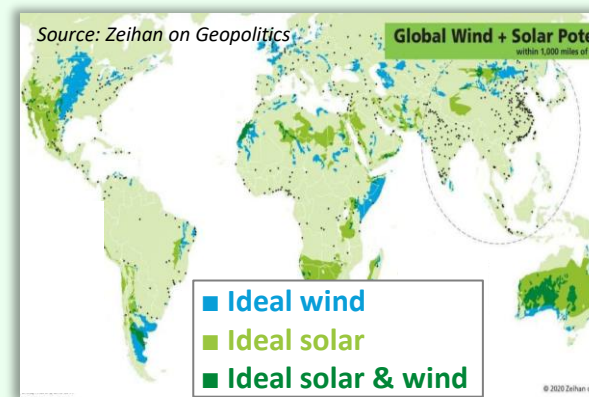 Source: Zeihan on Geopolitics
Global Wind + Solar Pote
within 1,000 miles of
■ Ideal wind
■ Ideal solar
■ Ideal solar & wind
© 2020 Zeihan o